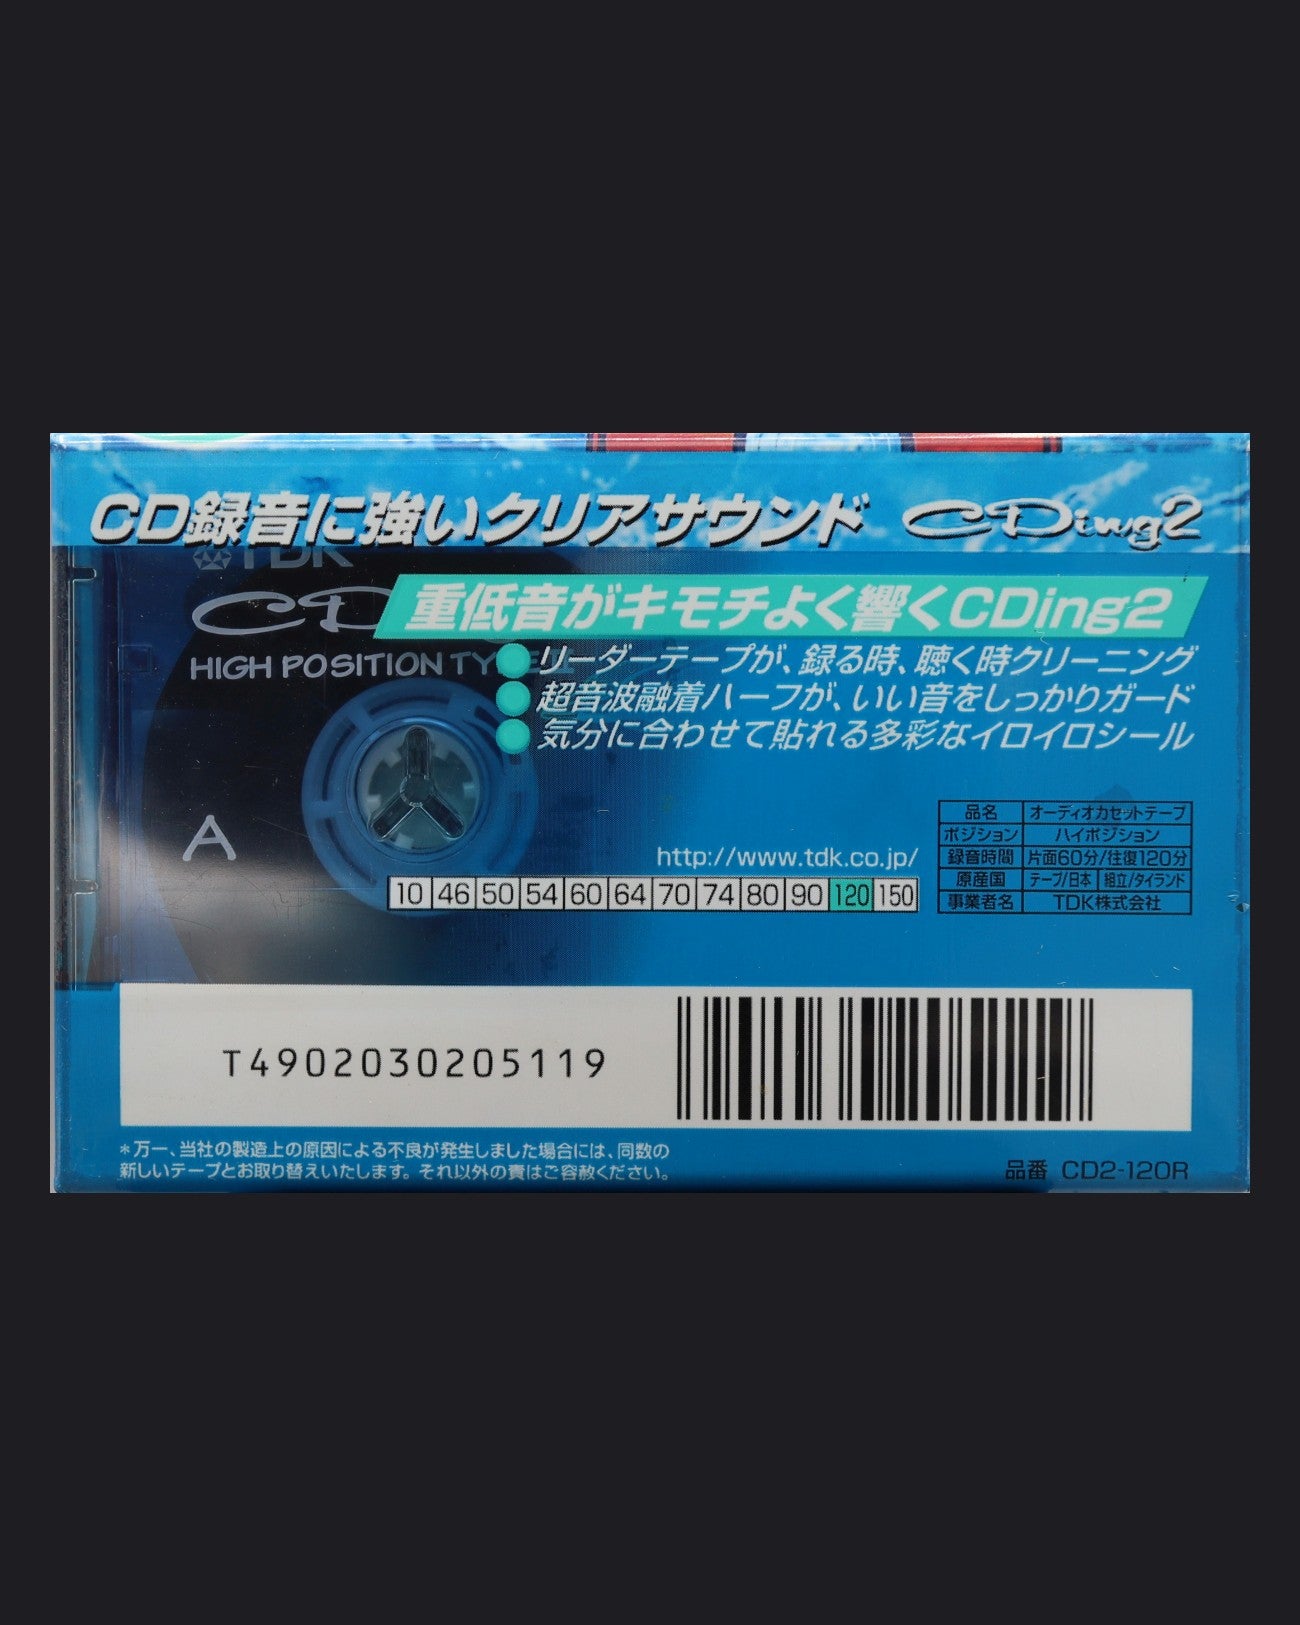 CD録音に強いクリアサウンド CDing2
TDK
CD
重低音がキモチよく響くCDing2
HIGH POSITION TY
リーダーテープが、録る時、聴く時クリーニング
超音波融着ハーフが、いい音をしっかりガード
気分に合わせて貼れる多彩なイロイロシール
A
品名 オーディオカセットテープ
ポジション ハイポジション
録音時間 片面60分/往復120分
原産国 テープ/日本 組立/タイランド
事業者名 TDK株式会社
http://www.tdk.co.jp/
10 46 50 54 60 64 70 74 80 90 120 150
T4902030205119
*万一、当社の製造上の原因による不良が発生しました場合には、同数の
新しいテープとお取り替えいたします。それ以外の責はご容赦ください。
品番 CD2-120R